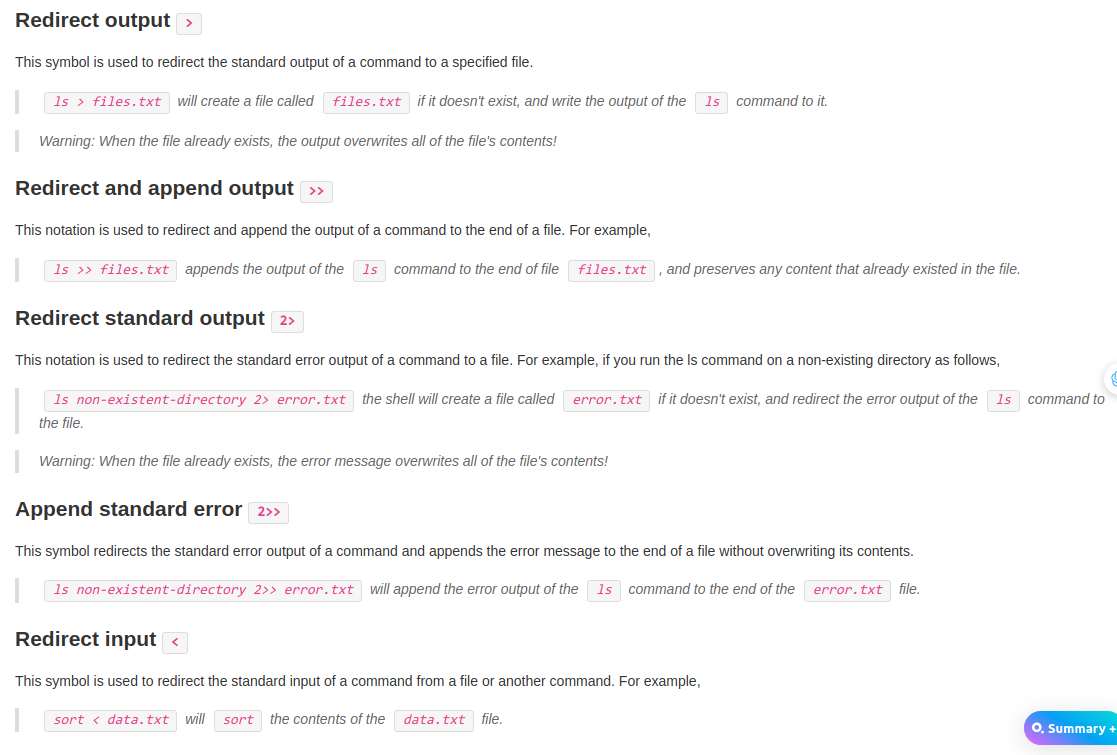 Redirect output >
This symbol is used to redirect the standard output of a command to a specified file.
ls > files.txt will create a file called files.txt if it doesn't exist, and write the output of the ls command to it.
Warning: When the file already exists, the output overwrites all of the file's contents!
Redirect and append output >>
This notation is used to redirect and append the output of a command to the end of a file. For example,
ls >> files.txt appends the output of the ls command to the end of file files.txt , and preserves any content that already existed in the file.
Redirect standard output 2>
This notation is used to redirect the standard error output of a command to a file. For example, if you run the ls command on a non-existing directory as follows,
ls non-existent-directory 2> error.txt the shell will create a file called error.txt if it doesn't exist, and redirect the error output of the ls command to
the file.
Warning: When the file already exists, the error message overwrites all of the file's contents!
Append standard error 2>>
This symbol redirects the standard error output of a command and appends the error message to the end of a file without overwriting its contents.
ls non-existent-directory 2>> error.txt will append the error output of the ls command to the end of the error.txt file.
Redirect input <
This symbol is used to redirect the standard input of a command from a file or another command. For example,
sort < data.txt will sort the contents of the data.txt file.
Summary +